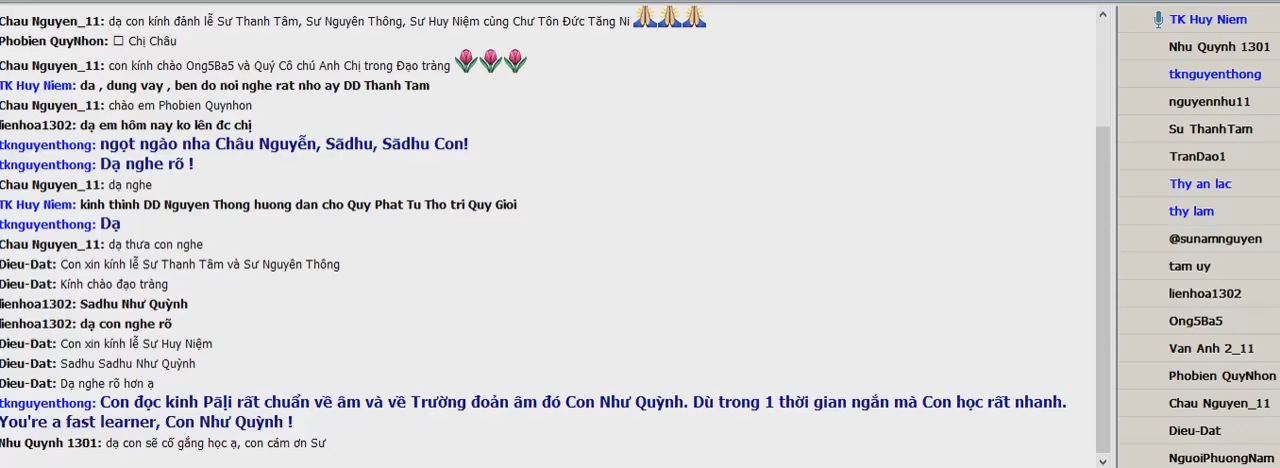 Chau Nguyen_11: dạ con kính đảnh lễ Sư Thanh Tâm, Sư Nguyên Thông, Sư Huy Niệm cùng Chư Tôn Đức Tăng Ni 🙏🙏🙏
Phobien QuyNhon: □ Chị Châu
Chau Nguyen_11: con kính chào Ong5Ba5 và Quý Cô chú Anh Chị trong Đạo tràng 🌷🌷🌷
TK Huy Niem: da , dung vay , ben do noi nghe rat nho ay DD Thanh Tam
Chau Nguyen_11: chào em Phobien Quynhon
lienhoa1302: dạ em hôm nay ko lên đc chị
tknguyenthong: ngọt ngào nha Châu Nguyễn, Sādhu, Sādhu Con!
tknguyenthong: Dạ nghe rõ !
Chau Nguyen_11: dạ nghe
TK Huy Niem: kinh thinh DD Nguyen Thong huong dan cho Quy Phat Tu Tho tri Quy Gioi
tknguyenthong: Dạ
Chau Nguyen_11: dạ thưa con nghe
Dieu-Dat: Con xin kính lễ Sư Thanh Tâm và Sư Nguyên Thông
Dieu-Dat: Kính chào đạo tràng
lienhoa1302: Sadhu Như Quỳnh
lienhoa1302: dạ con nghe rõ
Dieu-Dat: Con xin kính lễ Sư Huy Niệm
Dieu-Dat: Sadhu Sadhu Như Quỳnh
Dieu-Dat: Dạ nghe rõ hơn ạ
tknguyenthong: Con đọc kinh Pāḷi rất chuẩn về âm và về Trường đoản âm đó Con Như Quỳnh. Dù trong 1 thời gian ngắn mà Con học rất nhanh.
You're a fast learner, Con Như Quỳnh !
Nhu Quynh 1301: dạ con sẽ cố gắng học ạ, con cám ơn Sư
TK Huy Niem
Nhu Quynh 1301
tknguyenthong
nguyennhu11
Su ThanhTam
TranDao1
Thy an lac
thy lam
@sunamnguyen
tam uy
lienhoa1302
Ong5Ba5
Van Anh 2_11
Phobien QuyNhon
Chau Nguyen_11
Dieu-Dat
NguoiPhuongNam